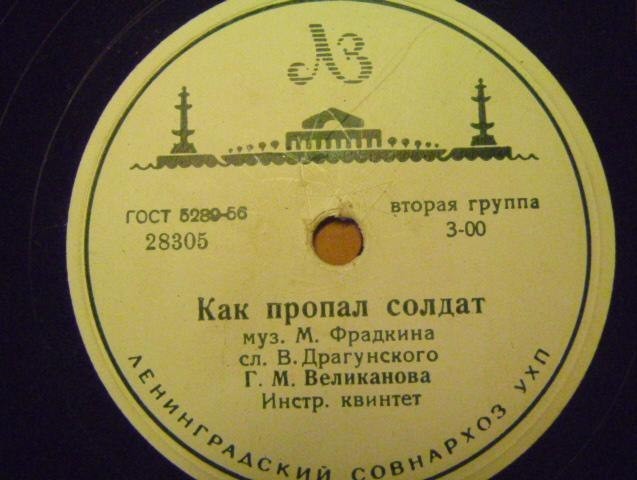 ЛЗ
ГОСТ 5289-56
28305
вторая группа
3-00
Как пропал солдат
муз. М. Фрадкина
сл. В. Драгунского
Г. М. Великанова
Инстр. квинтет
ЛЕНИНГРАДСКИЙ СОВНАРХОЗ УХП